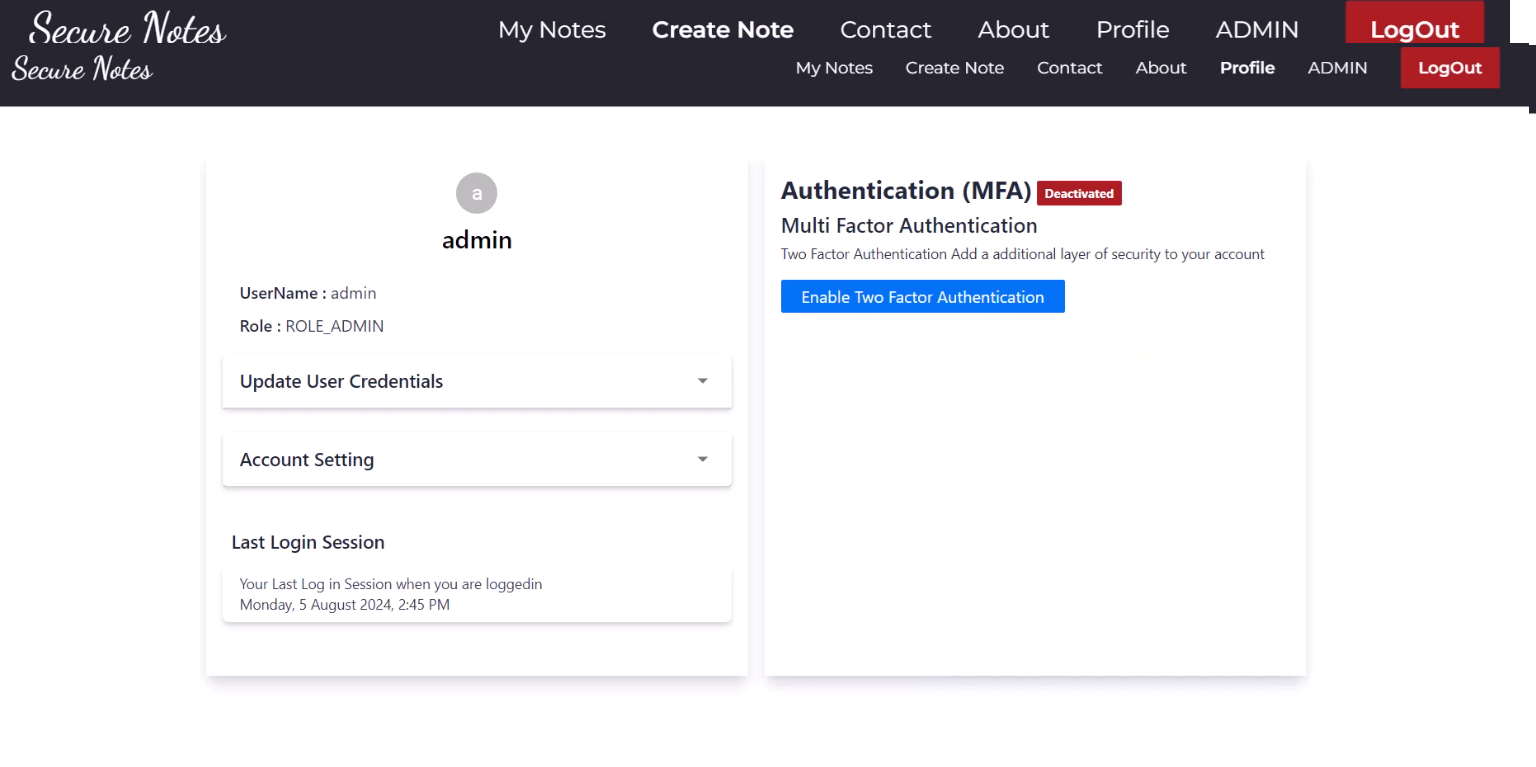 Secure Notes My Notes Create Note Contact About Profile ADMIN LogOut
Secure Notes My Notes Create Note Contact About Profile ADMIN LogOut
a
admin
UserName : admin
Role : ROLE_ADMIN
Update User Credentials
Account Setting
Last Login Session
Your Last Log in Session when you are loggedin
Monday, 5 August 2024, 2:45 PM
Authentication (MFA) Deactivated
Multi Factor Authentication
Two Factor Authentication Add a additional layer of security to your account
Enable Two Factor Authentication